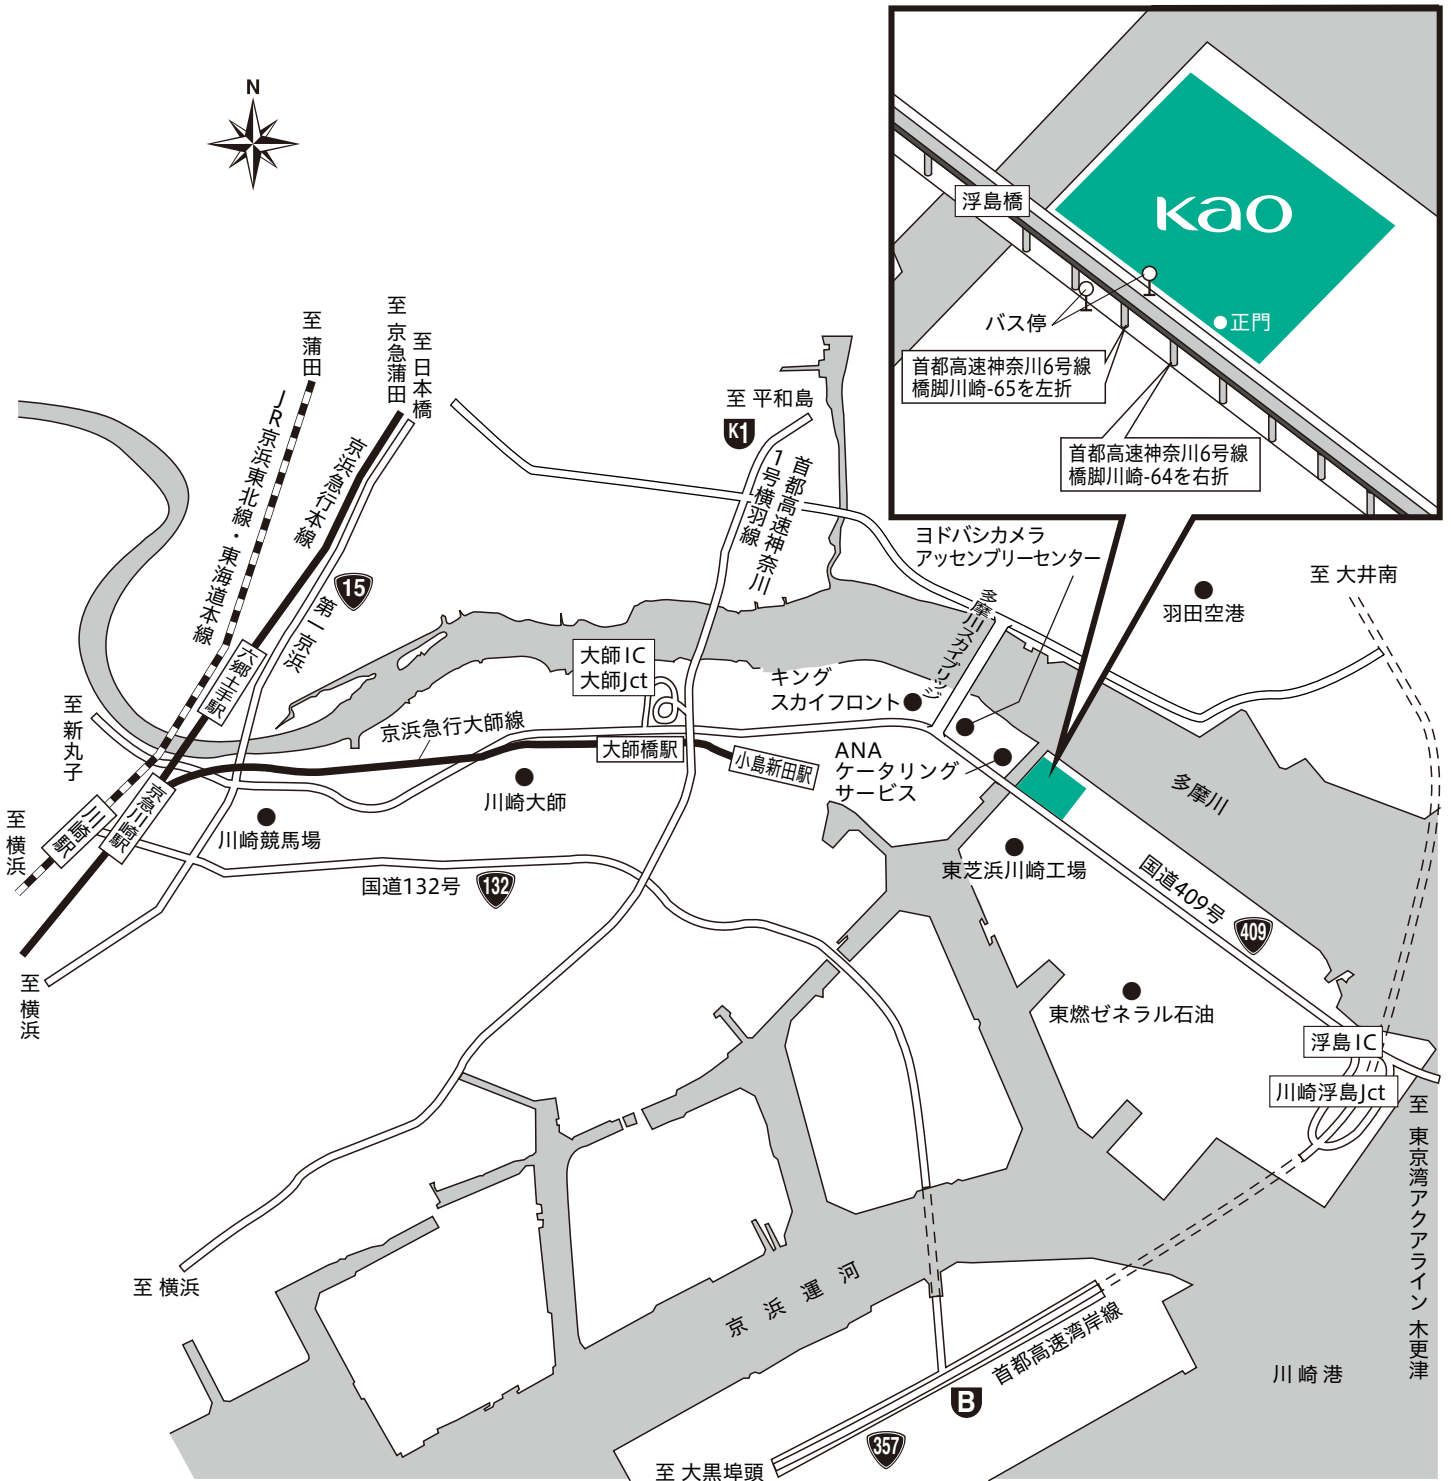 N
浮島橋
Kao
バス停
正門
首都高速神奈川6号線
橋脚川崎-65を左折
首都高速神奈川6号線
橋脚川崎-64を右折
至 蒲田
至 京急蒲田
至 日本橋
至 平和島
K1
JR京浜東北線・東海道本線
京浜急行本線
首都高速神奈川
1号横羽線
15
第一京浜
ヨドバシカメラ
アッセンブリーセンター
多摩川スカイブリッジ
羽田空港
至 大井南
六郷土手駅
大師IC
大師Jct
キング
スカイフロント
至 新丸子
京浜急行大師線
大師橋駅
小島新田駅
ANA
ケータリング
サービス
多摩川
川崎大師
川崎競馬場
京急川崎駅
川崎駅
至 横浜
東芝浜川崎工場
国道132号
132
国道409号
409
至 横浜
東燃ゼネラル石油
浮島IC
川崎浮島Jct
至 東京湾アクアライン 木更津
至 横浜
京浜運河
首都高速湾岸線
川崎港
B
357
至 大黒埠頭